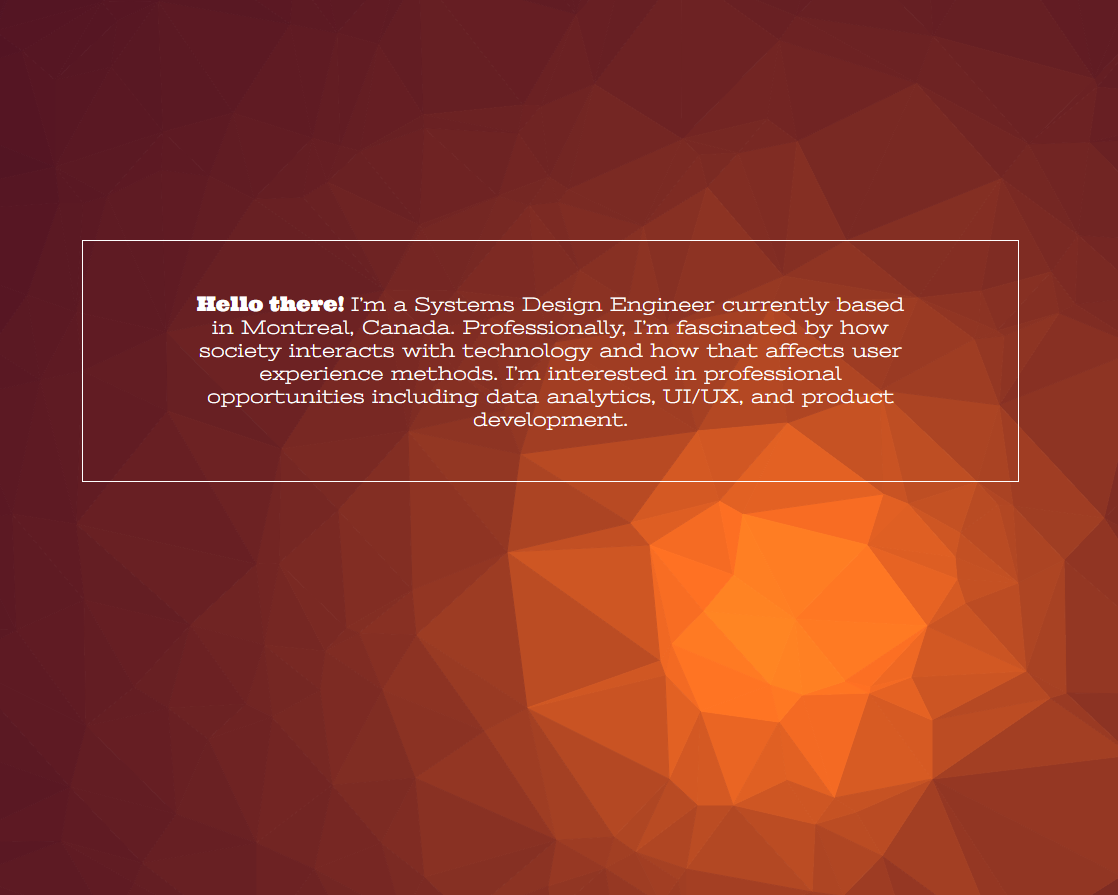 Hello there! I'm a Systems Design Engineer currently based
in Montreal, Canada. Professionally, I'm fascinated by how
society interacts with technology and how that affects user
experience methods. I'm interested in professional
opportunities including data analytics, UI/UX, and product
development.